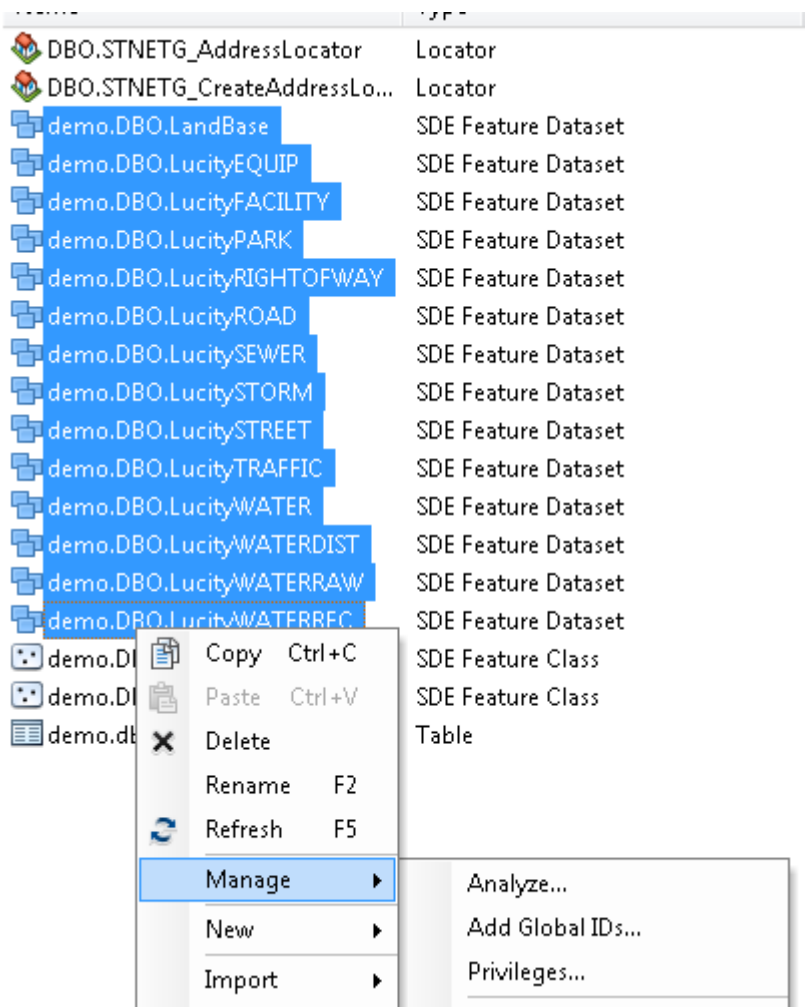 DBO.STNETG_AddressLocator Locator
DBO.STNETG_CreateAddressLo... Locator
demo.DBO.LandBase SDE Feature Dataset
demo.DBO.LucityEQUIP SDE Feature Dataset
demo.DBO.LucityFACILITY SDE Feature Dataset
demo.DBO.LucityPARK SDE Feature Dataset
demo.DBO.LucityRIGHTOFWAY SDE Feature Dataset
demo.DBO.LucityROAD SDE Feature Dataset
demo.DBO.LucitySEWER SDE Feature Dataset
demo.DBO.LucitySTORM SDE Feature Dataset
demo.DBO.LucitySTREET SDE Feature Dataset
demo.DBO.LucityTRAFFIC SDE Feature Dataset
demo.DBO.LucityWATER SDE Feature Dataset
demo.DBO.LucityWATERDIST SDE Feature Dataset
demo.DBO.LucityWATERRAW SDE Feature Dataset
demo.DBO.LucityWATERREC SDE Feature Dataset
SDE Feature Class
SDE Feature Class
Table
Copy Ctrl+C
Paste Ctrl+V
Delete
Rename F2
Refresh F5
Manage
New
Import
Analyze...
Add Global IDs...
Privileges...